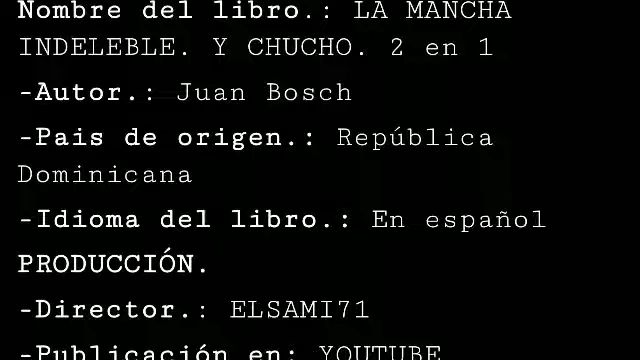 Nombre del libro.: LA MANCHA
INDELEBLE. Y CHUCHO. 2 en 1
-Autor.: Juan Bosch
-Pais de origen.: República
Dominicana
-Idioma del libro.: En español
PRODUCCIÓN.
-Director.: ELSAMI71
-Publicación en: YOUTUBE